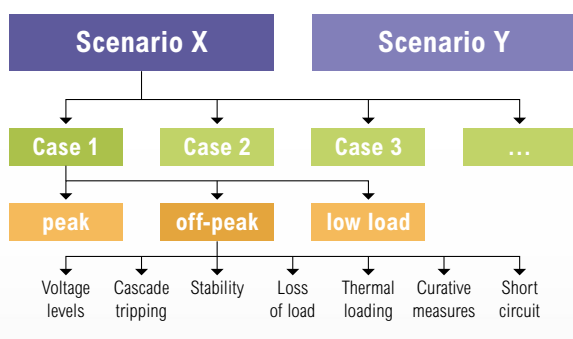 Scenario X
Scenario Y
Case 1
Case 2
Case 3
...
peak
off-peak
low load
Voltage
levels
Cascade
tripping
Stability
Loss
of load
Thermal
loading
Curative
measures
Short
circuit